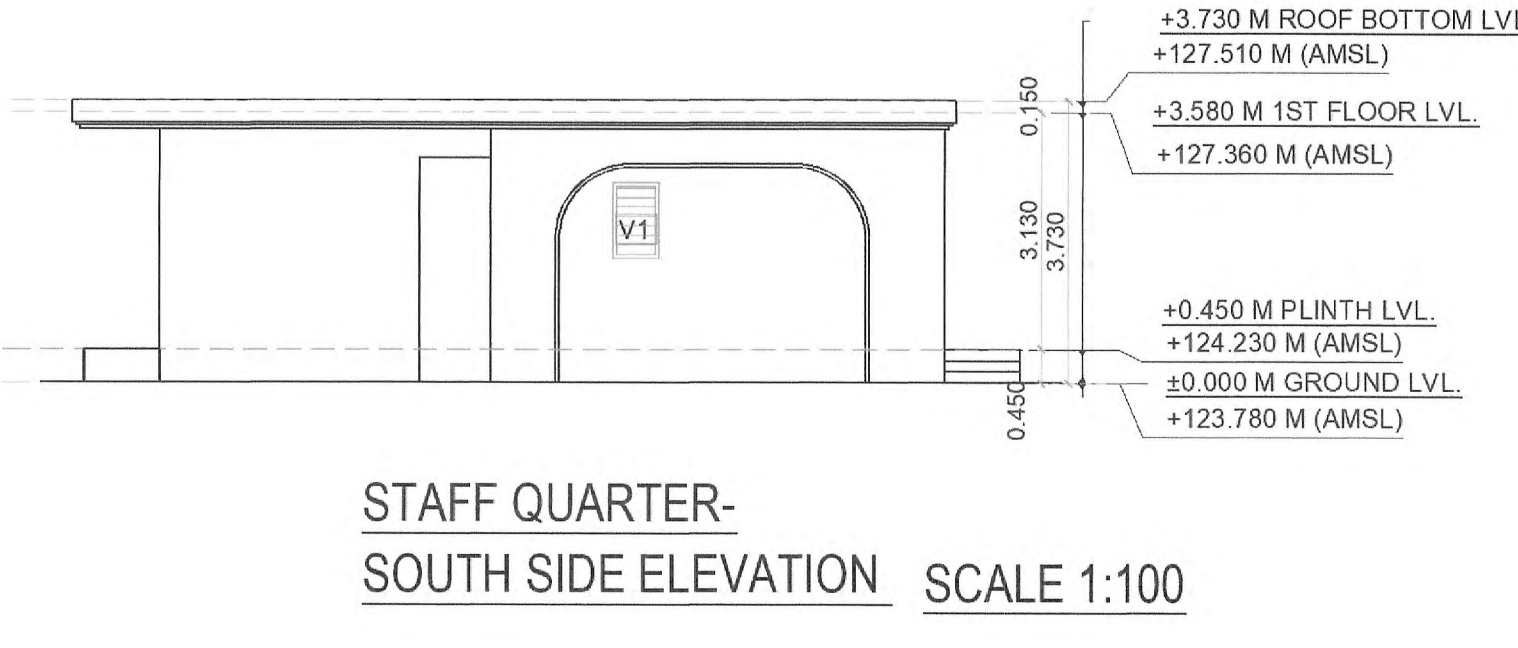 +3.730 M ROOF BOTTOM LVL
+127.510 M (AMSL)
0.150
+3.580 M 1ST FLOOR LVL.
+127.360 M (AMSL)
V1
3.130
3.730
+0.450 M PLINTH LVL.
+124.230 M (AMSL)
±0.000 M GROUND LVL.
0.450
+123.780 M (AMSL)
STAFF QUARTER-
SOUTH SIDE ELEVATION SCALE 1:100